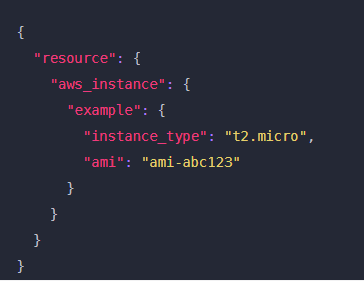 {
  "resource": {
    "aws_instance": {
      "example": {
        "instance_type": "t2.micro",
        "ami": "ami-abc123"
      }
    }
  }
}